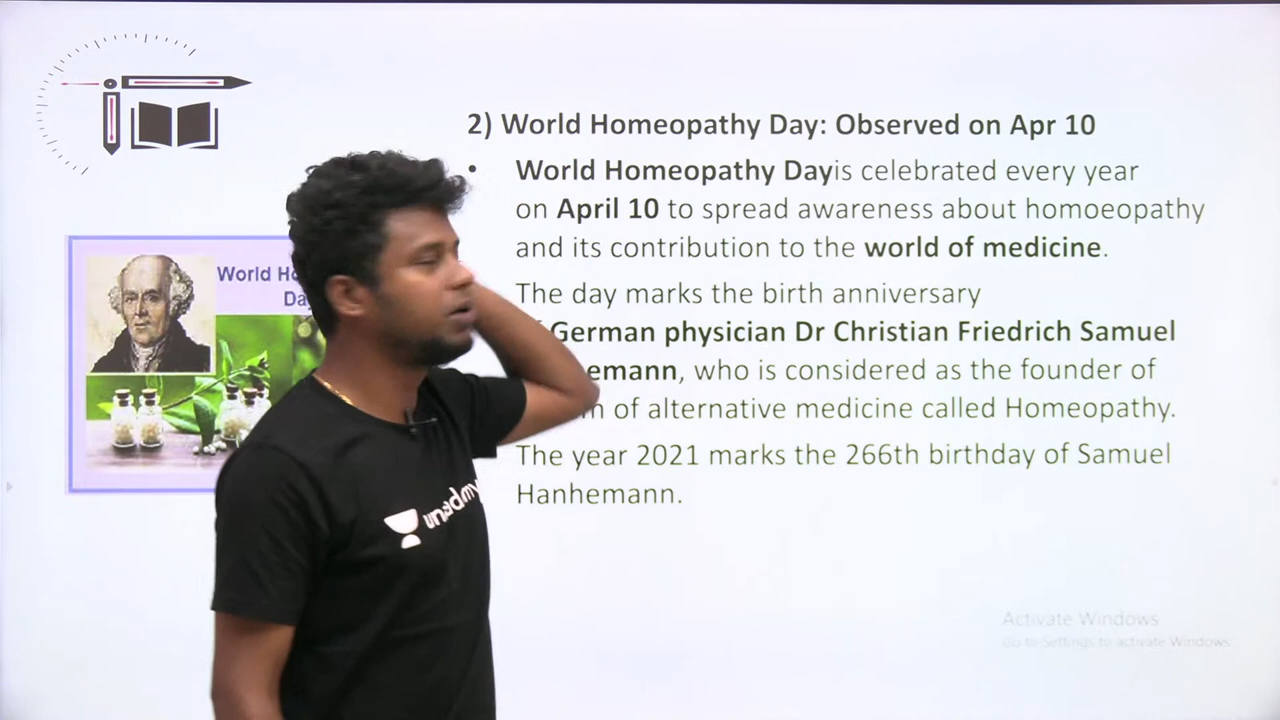 2) World Homeopathy Day: Observed on Apr 10
• World Homeopathy Dayis celebrated every year
on April 10 to spread awareness about homoeopathy
and its contribution to the world of medicine.
The day marks the birth anniversary
German physician Dr Christian Friedrich Samuel
emann, who is considered as the founder of
of alternative medicine called Homeopathy.
The year 2021 marks the 266th birthday of Samuel
Hanhemann.
World
unacademy
Activate Windows
Go to Settings to activate Windows.